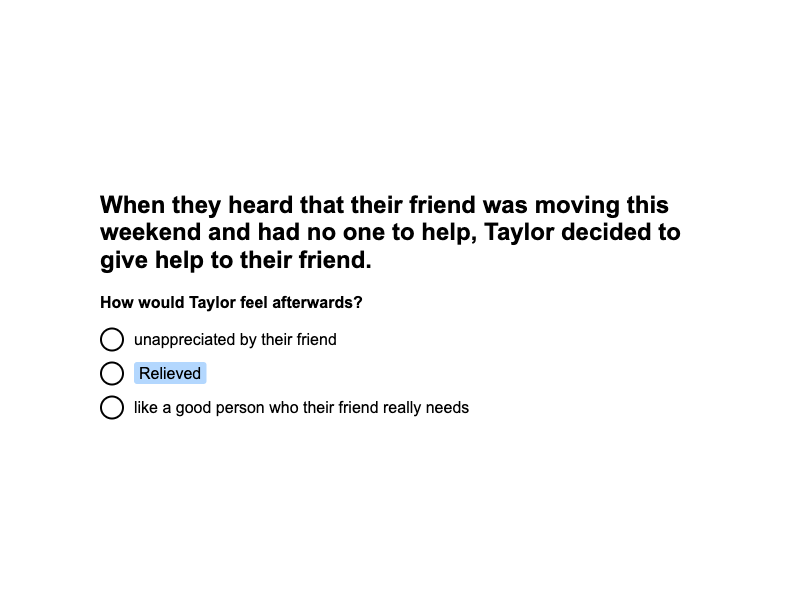 When they heard that their friend was moving this
weekend and had no one to help, Taylor decided to
give help to their friend.
How would Taylor feel afterwards?
unappreciated by their friend
Relieved
like a good person who their friend really needs